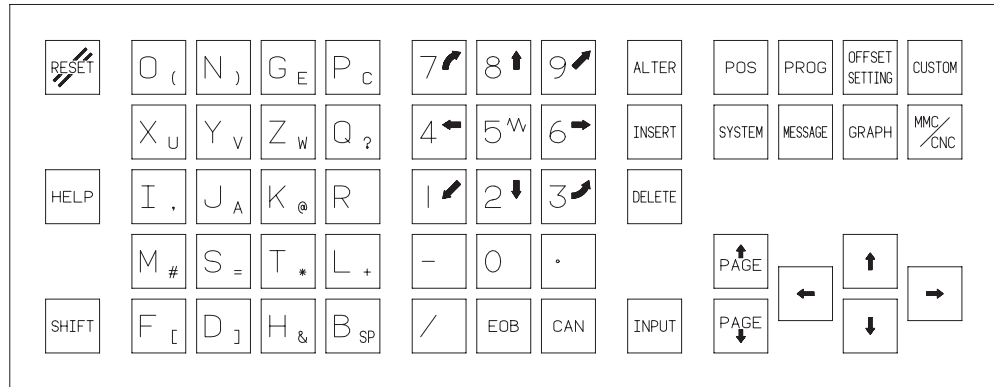 RESET O ( N ) G E P C 7 8 9 ALTER POS PROG OFFSET SETTING CUSTOM
X U Y V Z W Q ? 4 5 6 INSERT SYSTEM MESSAGE GRAPH MMC/CNC
HELP I , J A K @ R 1 2 3 DELETE
M # S = T * L + - 0 . PAGE
SHIFT F [ D ] H & B SP / EOB CAN INPUT PAGE